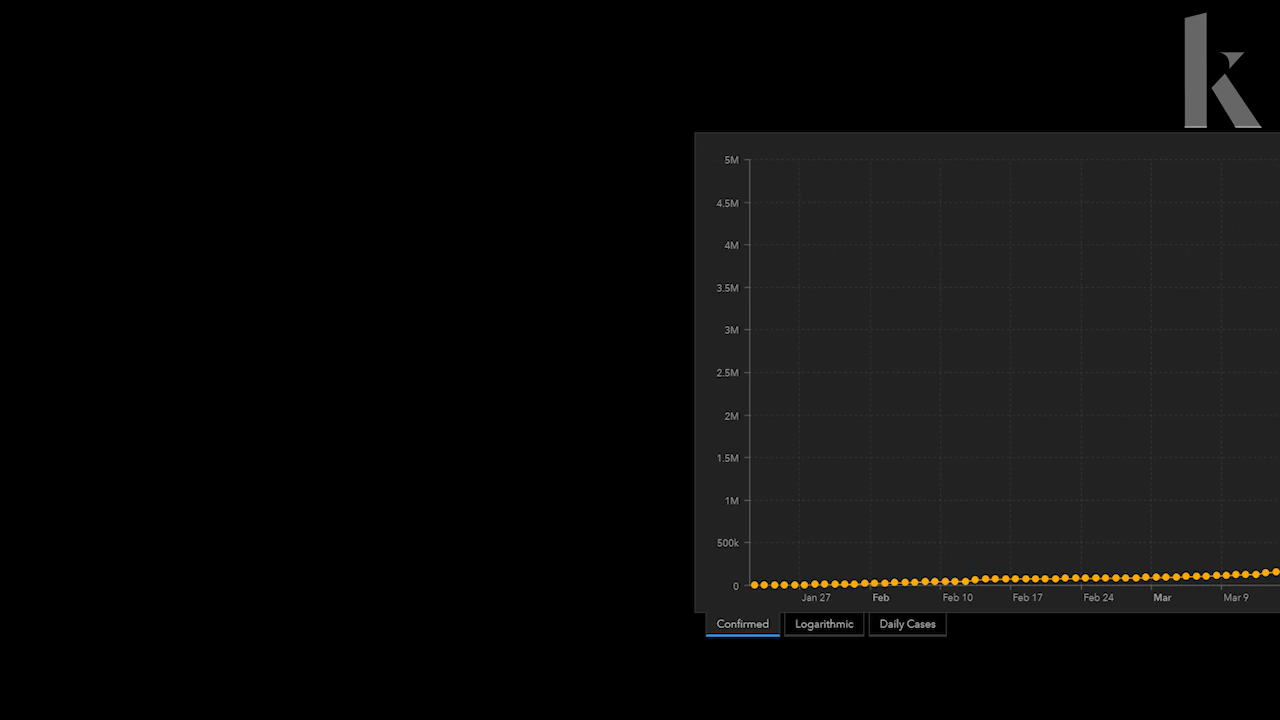 k
5M
4.5M
4M
3.5M
3M
2.5M
2M
1.5M
1M
500k
0
Jan 27 Feb Feb 10 Feb 17 Feb 24 Mar Mar 9
Confirmed Logarithmic Daily Cases